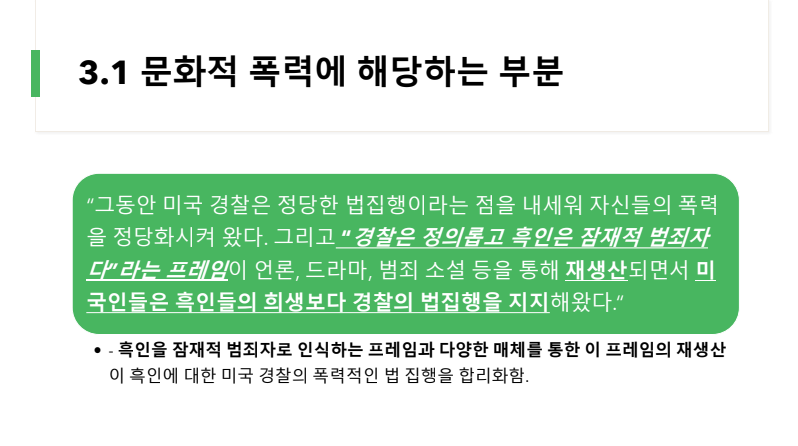 3.1 문화적 폭력에 해당하는 부분
“그동안 미국 경찰은 정당한 법집행이라는 점을 내세워 자신들의 폭력
을 정당화시켜 왔다. 그리고 “경찰은 정의롭고 흑인은 잠재적 범죄자
다”라는 프레임이 언론, 드라마, 범죄 소설 등을 통해 재생산되면서 미
국인들은 흑인들의 희생보다 경찰의 법집행을 지지해왔다.“
• - 흑인을 잠재적 범죄자로 인식하는 프레임과 다양한 매체를 통한 이 프레임의 재생산
이 흑인에 대한 미국 경찰의 폭력적인 법 집행을 합리화함.